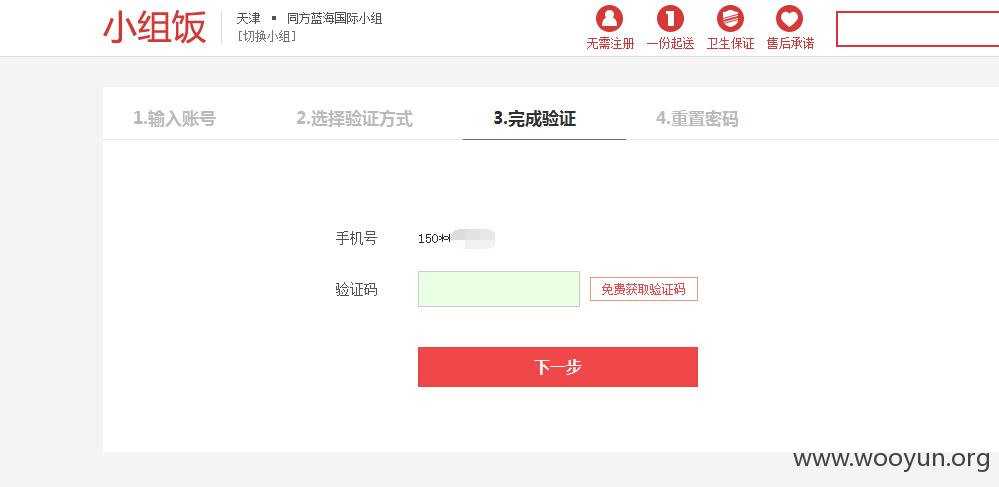 小组饭
天津 ▪ 同方蓝海国际小组
[切换小组]
无需注册 一份起送 卫生保证 售后承诺
1.输入账号 2.选择验证方式 3.完成验证 4.重置密码
手机号 150**
验证码 免费获取验证码
下一步
www.wooyun.org